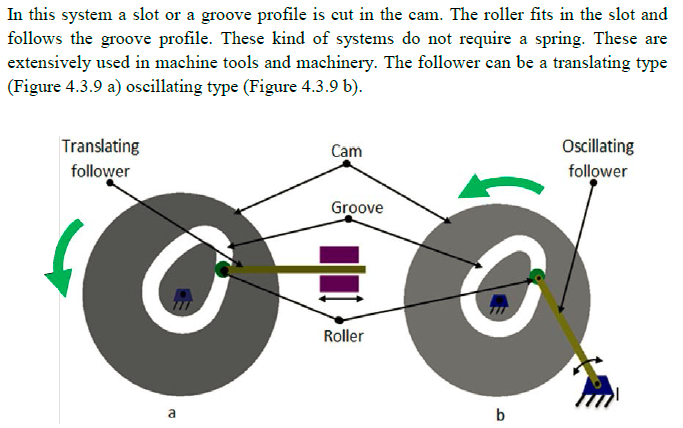 In this system a slot or a groove profile is cut in the cam. The roller fits in the slot and
follows the groove profile. These kind of systems do not require a spring. These are
extensively used in machine tools and machinery. The follower can be a translating type
(Figure 4.3.9 a) oscillating type (Figure 4.3.9 b).
Translating
follower
Cam
Oscillating
follower
Groove
Roller
a
b